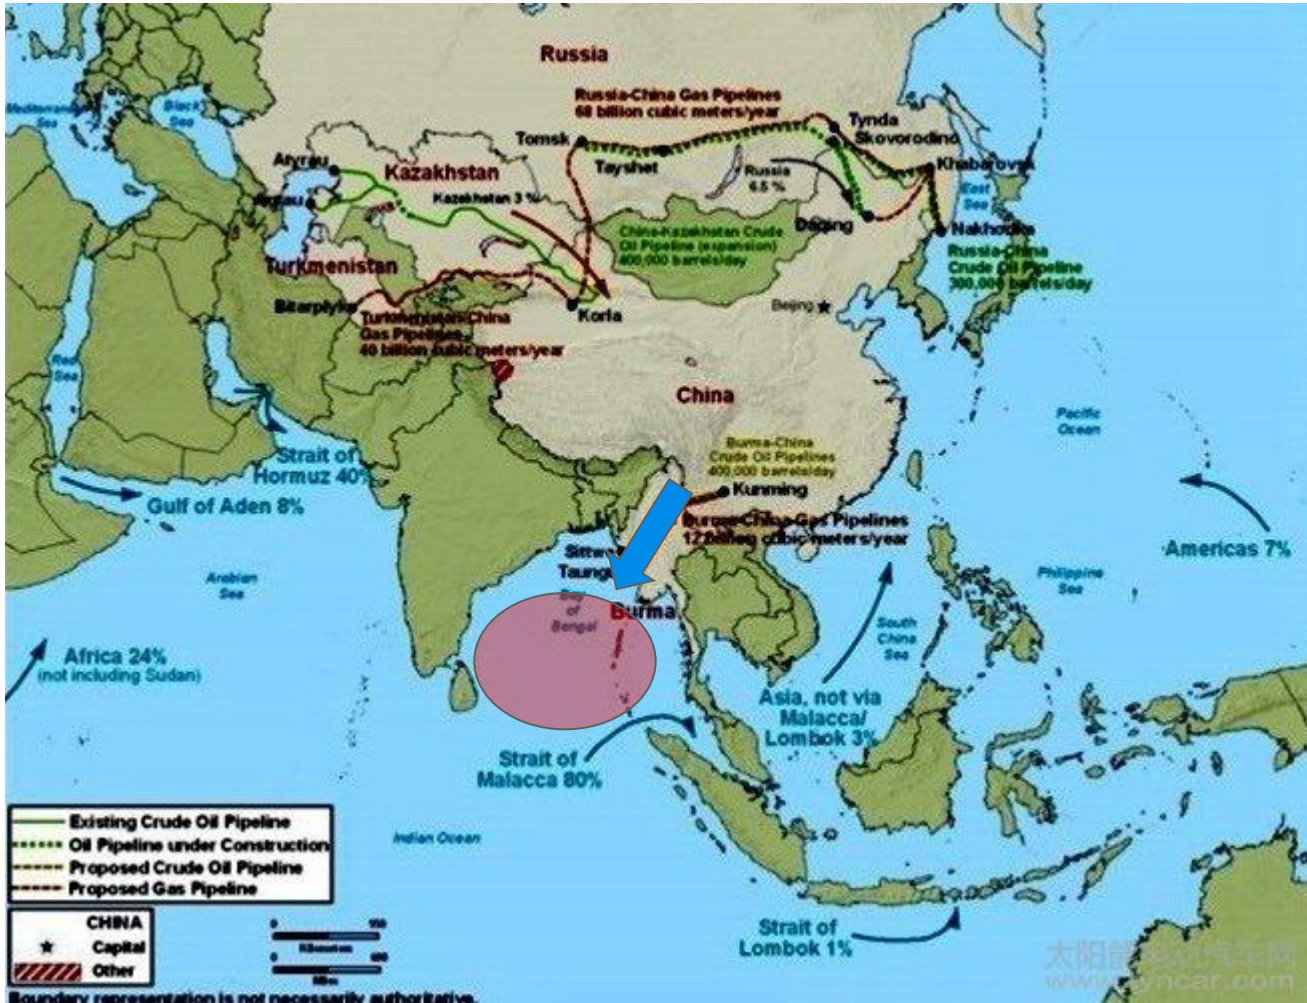 Russia
Mediterranean
Sea
Black
Sea
Russia-China Gas Pipelines
68 billion cubic meters/year
Tynda
Skovorodino
Tomsk
Tayshet
Khabarovsk
Atyrau
Kazakhstan
Kazakhstan 3 %
Russia
6.5 %
East
Sea
Daqing
Nakhodka
China-Kazakhstan Crude
Oil Pipeline (expansion)
400,000 barrels/day
Russia-China
Crude Oil Pipeline
300,000 barrels/day
Turkmenistan
Korla
Beijing
Turkmenistan-China
Gas Pipelines
40 billion cubic meters/year
Red
Sea
China
Pacific
Ocean
Strait of
Hormuz 40%
Gulf of Aden 8%
Burma-China
Crude Oil Pipelines
400,000 barrels/day
Kunming
Burma-China Gas Pipelines
12 billion cubic meters/year
Americas 7%
Arabian
Sea
Philippine
Sea
Bay
of
Bengal
Burma
South
China
Sea
Africa 24%
(not including Sudan)
Asia, not via
Malacca/
Lombok 3%
Strait of
Malacca 80%
Indian Ocean
Strait of
Lombok 1%
Existing Crude Oil Pipeline
Oil Pipeline under Construction
Proposed Crude Oil Pipeline
Proposed Gas Pipeline
CHINA
Capital
Other
0
Kilometers
0
Miles
Boundary representation is not necessarily authoritative.